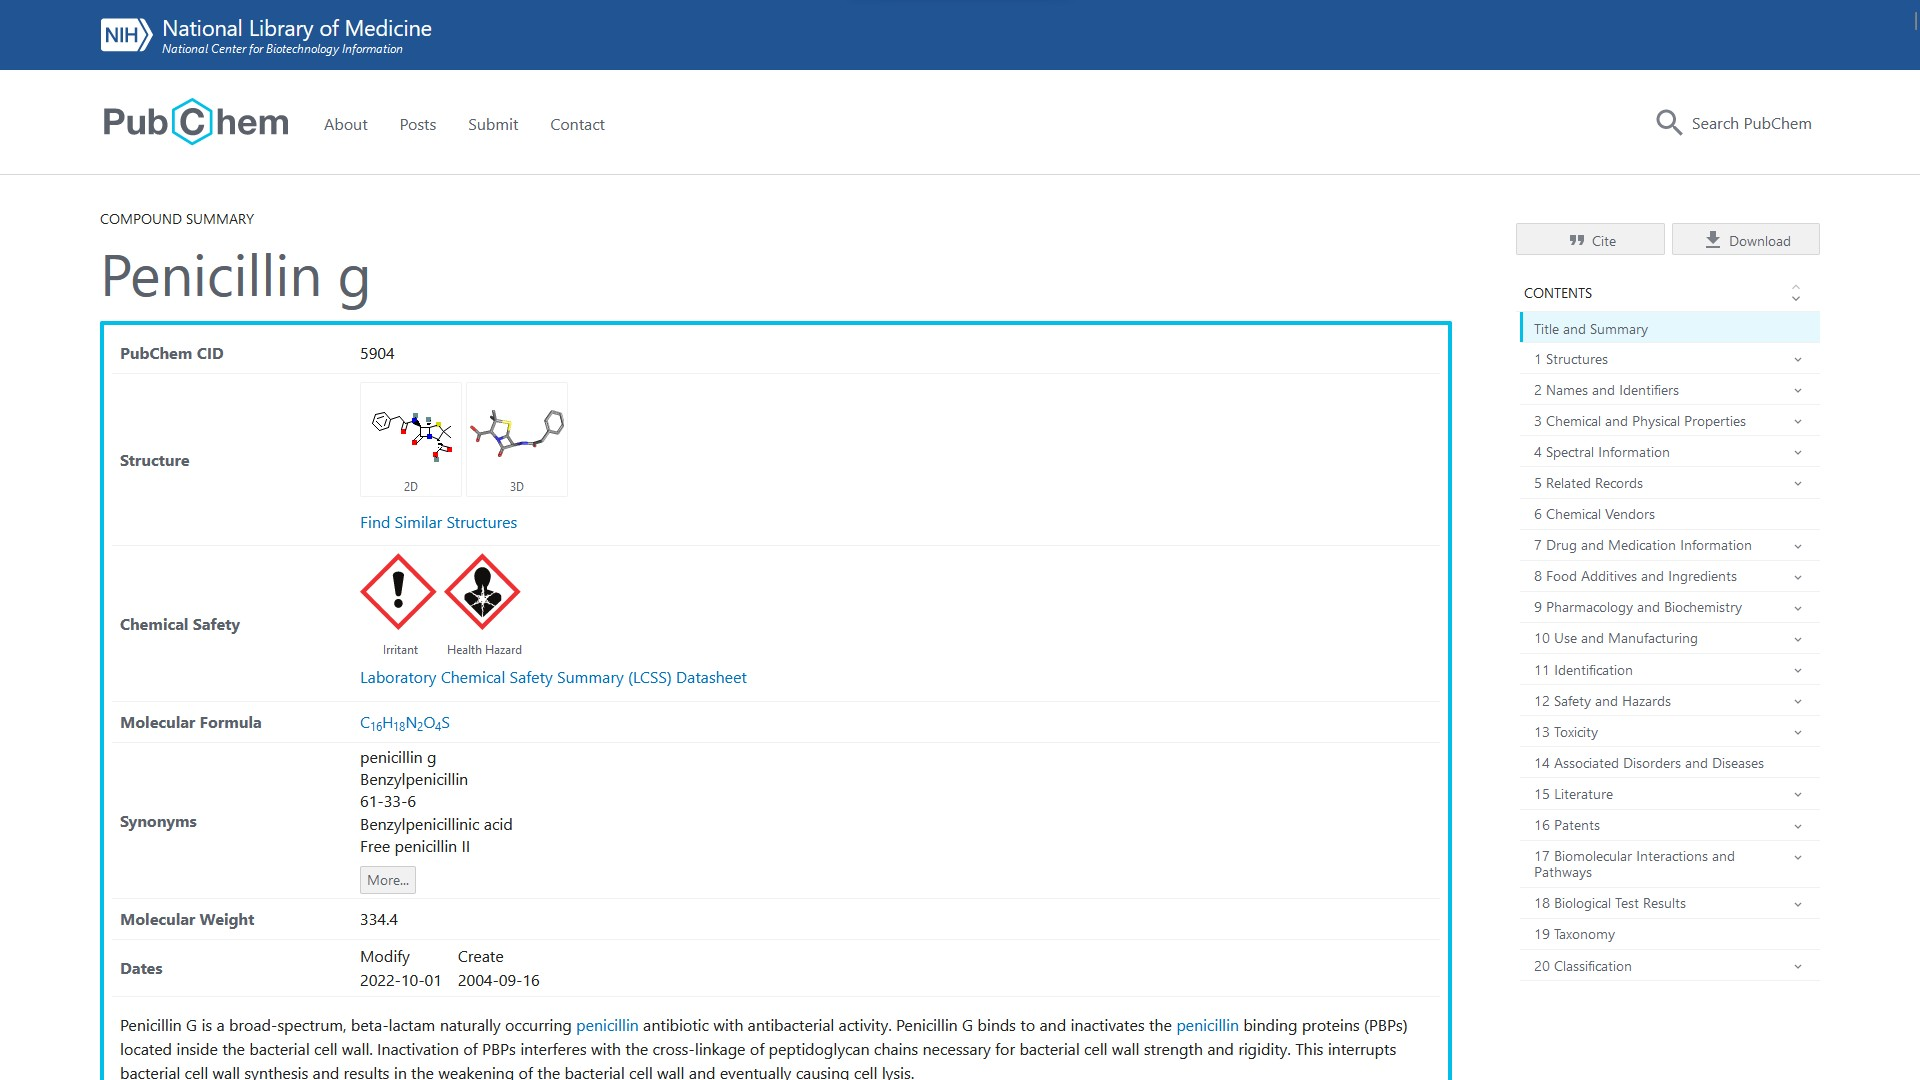 NIH National Library of Medicine
National Center for Biotechnology Information
PubChem About Posts Submit Contact Search PubChem
COMPOUND SUMMARY
Penicillin g
PubChem CID 5904
Structure
2D 3D
Find Similar Structures
Chemical Safety
Irritant Health Hazard
Laboratory Chemical Safety Summary (LCSS) Datasheet
Molecular Formula C16H18N2O4S
Synonyms
penicillin g
Benzylpenicillin
61-33-6
Benzylpenicillinic acid
Free penicillin II
More...
Molecular Weight 334.4
Dates
Modify Create
2022-10-01 2004-09-16
Penicillin G is a broad-spectrum, beta-lactam naturally occurring penicillin antibiotic with antibacterial activity. Penicillin G binds to and inactivates the penicillin binding proteins (PBPs)
located inside the bacterial cell wall. Inactivation of PBPs interferes with the cross-linkage of peptidoglycan chains necessary for bacterial cell wall strength and rigidity. This interrupts
bacterial cell wall synthesis and results in the weakening of the bacterial cell wall and eventually causing cell lysis.
Cite Download
CONTENTS
Title and Summary
1 Structures
2 Names and Identifiers
3 Chemical and Physical Properties
4 Spectral Information
5 Related Records
6 Chemical Vendors
7 Drug and Medication Information
8 Food Additives and Ingredients
9 Pharmacology and Biochemistry
10 Use and Manufacturing
11 Identification
12 Safety and Hazards
13 Toxicity
14 Associated Disorders and Diseases
15 Literature
16 Patents
17 Biomolecular Interactions and
Pathways
18 Biological Test Results
19 Taxonomy
20 Classification